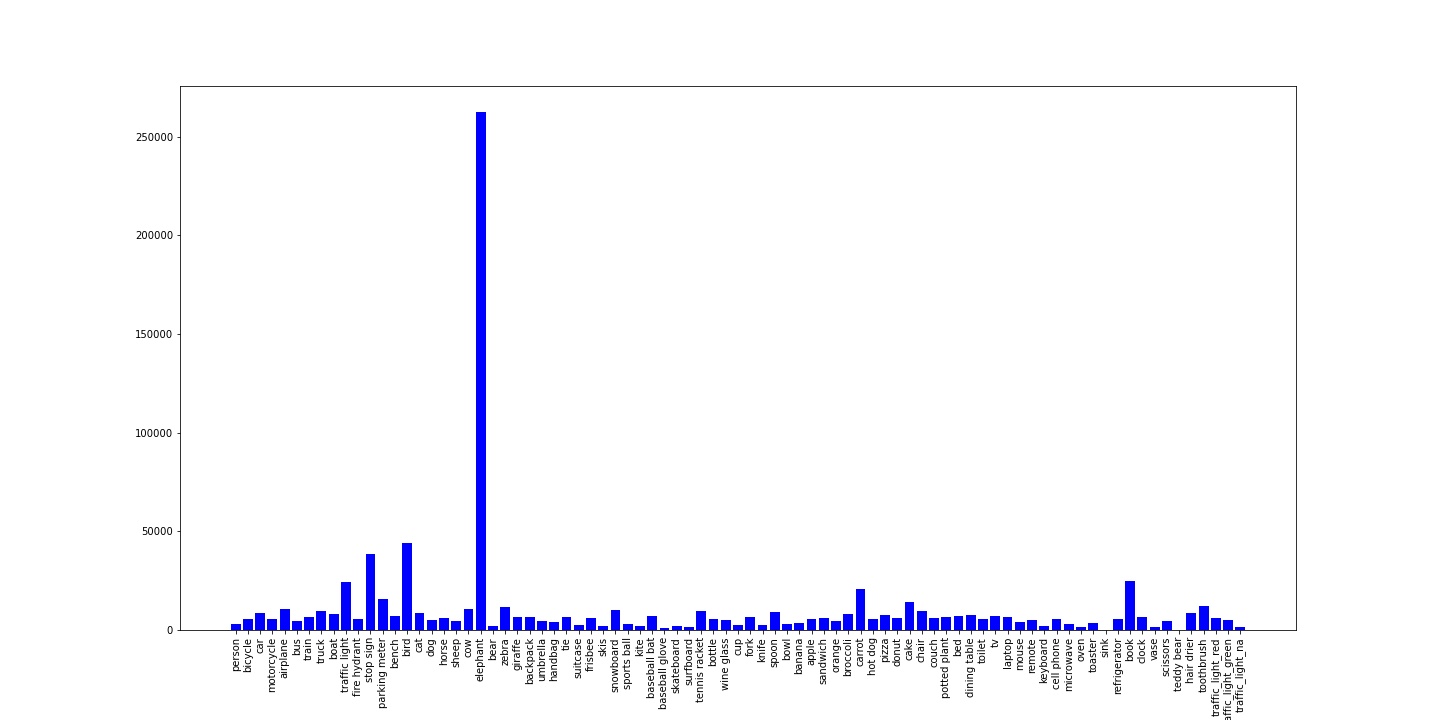 250000
200000
150000
100000
50000
0
person
bicycle
car
motorcycle
airplane
bus
train
truck
boat
traffic light
fire hydrant
stop sign
parking meter
bench
bird
cat
dog
horse
sheep
cow
elephant
bear
zebra
giraffe
backpack
umbrella
handbag
tie
suitcase
frisbee
skis
snowboard
sports ball
kite
baseball bat
baseball glove
skateboard
surfboard
tennis racket
bottle
wine glass
cup
fork
knife
spoon
bowl
banana
apple
sandwich
orange
broccoli
carrot
hot dog
pizza
donut
cake
chair
couch
potted plant
bed
dining table
toilet
tv
laptop
mouse
remote
keyboard
cell phone
microwave
oven
toaster
sink
refrigerator
book
clock
vase
scissors
teddy bear
hair drier
toothbrush
traffic_light_red
affic_light_green
traffic_light_na